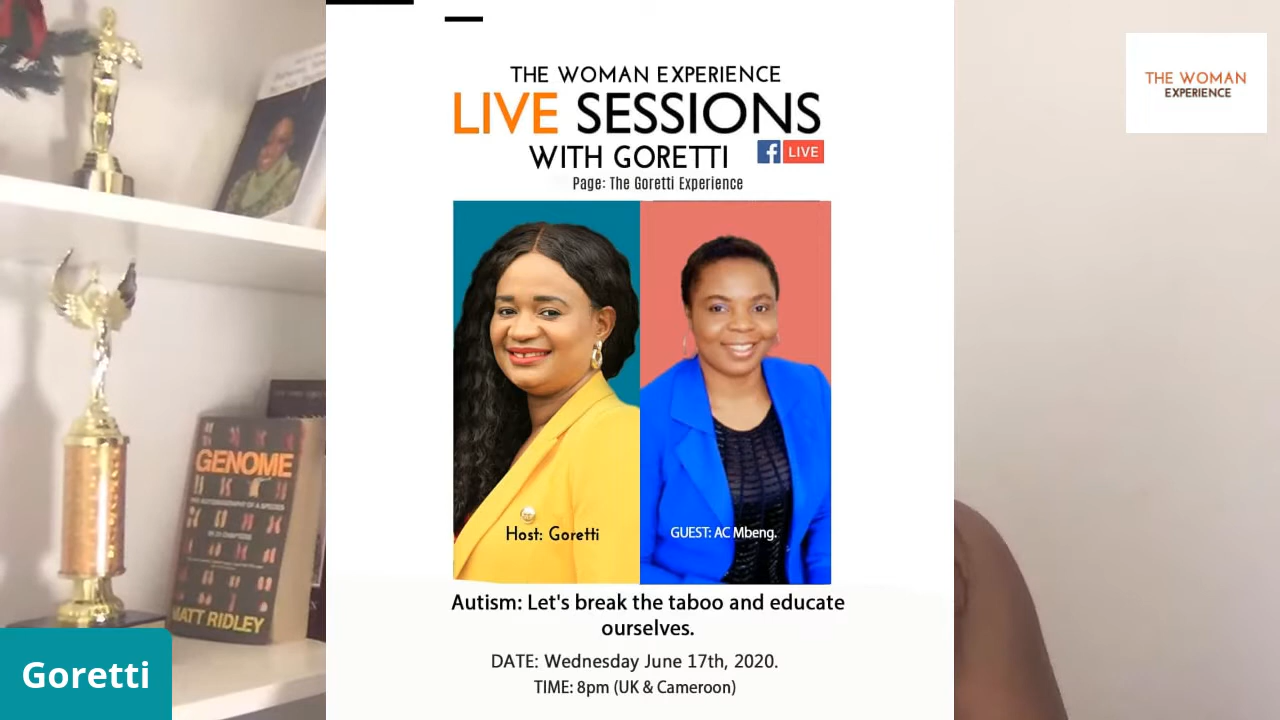 THE WOMAN EXPERIENCE
LIVE SESSIONS
WITH GORETTI
f LIVE
Page: The Goretti Experience
Host: Goretti
GUEST: AC Mbeng.
Autism: Let's break the taboo and educate
ourselves.
DATE: Wednesday June 17th, 2020.
TIME: 8pm (UK & Cameroon)
THE WOMAN
EXPERIENCE
GENOME
MATT RIDLEY
Goretti